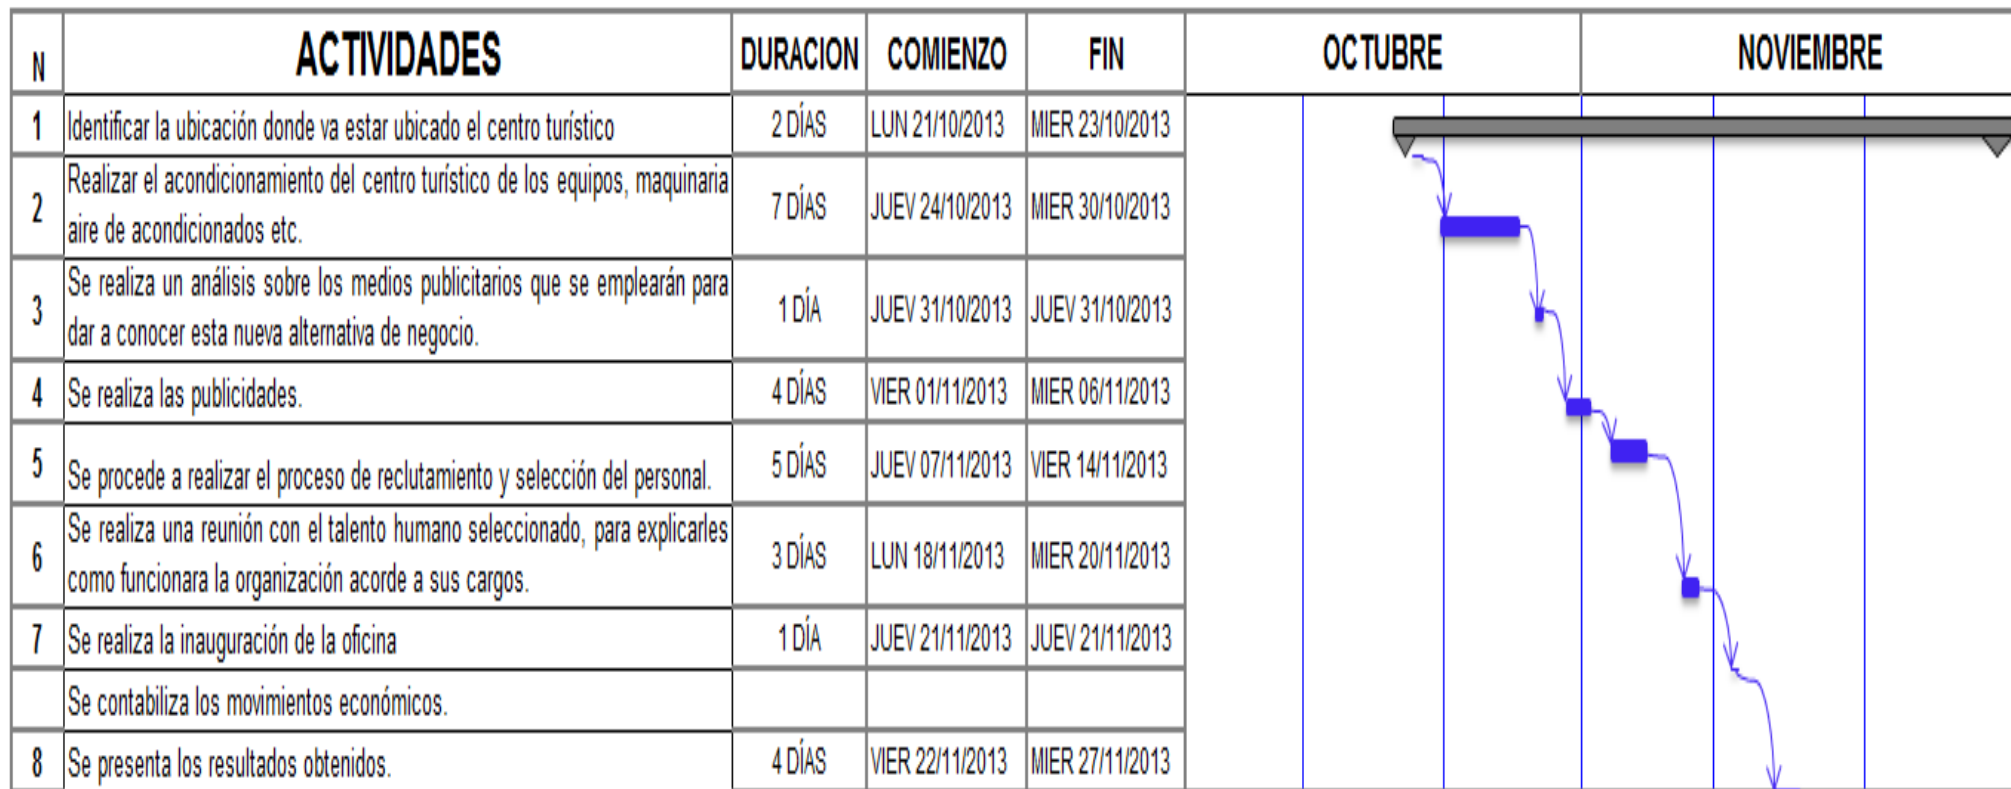 N ACTIVIDADES DURACION COMIENZO FIN OCTUBRE NOVIEMBRE
1 Identificar la ubicación donde va estar ubicado el centro turístico 2 DÍAS LUN 21/10/2013 MIER 23/10/2013
2 Realizar el acondicionamiento del centro turístico de los equipos, maquinaria
aire de acondicionados etc. 7 DÍAS JUEV 24/10/2013 MIER 30/10/2013
3 Se realiza un análisis sobre los medios publicitarios que se emplearán para
dar a conocer esta nueva alternativa de negocio. 1 DÍA JUEV 31/10/2013 JUEV 31/10/2013
4 Se realiza las publicidades. 4 DÍAS VIER 01/11/2013 MIER 06/11/2013
5 Se procede a realizar el proceso de reclutamiento y selección del personal. 5 DÍAS JUEV 07/11/2013 VIER 14/11/2013
6 Se realiza una reunión con el talento humano seleccionado, para explicarles
como funcionara la organización acorde a sus cargos. 3 DÍAS LUN 18/11/2013 MIER 20/11/2013
7 Se realiza la inauguración de la oficina 1 DÍA JUEV 21/11/2013 JUEV 21/11/2013
Se contabiliza los movimientos económicos.
8 Se presenta los resultados obtenidos. 4 DÍAS VIER 22/11/2013 MIER 27/11/2013